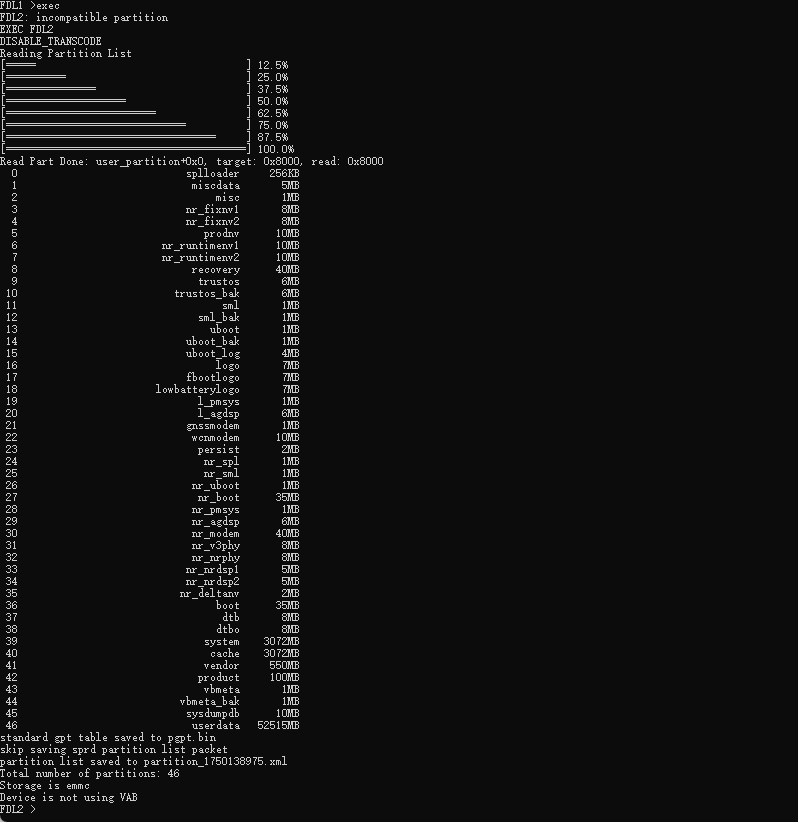 FDL1 >exec
FDL2: incompatible partition
EXEC FDL2
DISABLE_TRANSCODE
Reading Partition List
[=====                                   ] 12.5%
[==========                              ] 25.0%
[===============                         ] 37.5%
[====================                    ] 50.0%
[=========================               ] 62.5%
[==============================          ] 75.0%
[===================================     ] 87.5%
[========================================] 100.0%
Read Part Done: user_partition+0x0, target: 0x8000, read: 0x8000
0 splloader 256KB
1 miscdata 5MB
2 misc 1MB
3 nr_fixnv1 8MB
4 nr_fixnv2 8MB
5 prodnv 10MB
6 nr_runtimenv1 10MB
7 nr_runtimenv2 10MB
8 recovery 40MB
9 trustos 6MB
10 trustos_bak 6MB
11 sml 1MB
12 sml_bak 1MB
13 uboot 1MB
14 uboot_bak 1MB
15 uboot_log 4MB
16 logo 7MB
17 fbootlogo 7MB
18 lowbatterylogo 7MB
19 l_pmsys 1MB
20 l_agdsp 6MB
21 gnssmodem 1MB
22 wcnmodem 10MB
23 persist 2MB
24 nr_spl 1MB
25 nr_sml 1MB
26 nr_uboot 1MB
27 nr_boot 35MB
28 nr_pmsys 1MB
29 nr_agdsp 6MB
30 nr_modem 40MB
31 nr_v3phy 8MB
32 nr_nrphy 8MB
33 nr_nrdsp1 5MB
34 nr_nrdsp2 5MB
35 nr_deltanv 2MB
36 boot 35MB
37 dtb 8MB
38 dtbo 8MB
39 system 3072MB
40 cache 3072MB
41 vendor 550MB
42 product 100MB
43 vbmeta 1MB
44 vbmeta_bak 1MB
45 sysdumpdb 10MB
46 userdata 52515MB
standard gpt table saved to pgpt.bin
skip saving sprd partition list packet
partition list saved to partition_1750138975.xml
Total number of partitions: 46
Storage is emmc
Device is not using VAB
FDL2 >